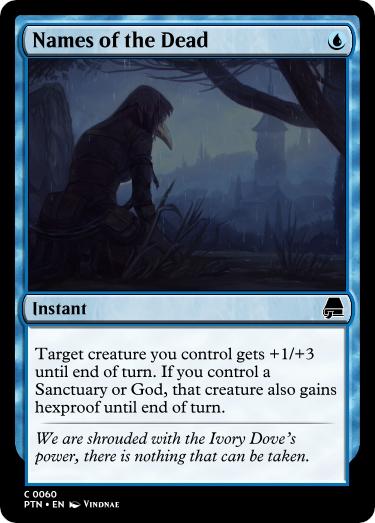 Names of the Dead
Instant
Target creature you control gets +1/+3
until end of turn. If you control a
Sanctuary or God, that creature also gains
hexproof until end of turn.
We are shrouded with the Ivory Dove's
power, there is nothing that can be taken.
C 0060
PTN • EN Vindnae